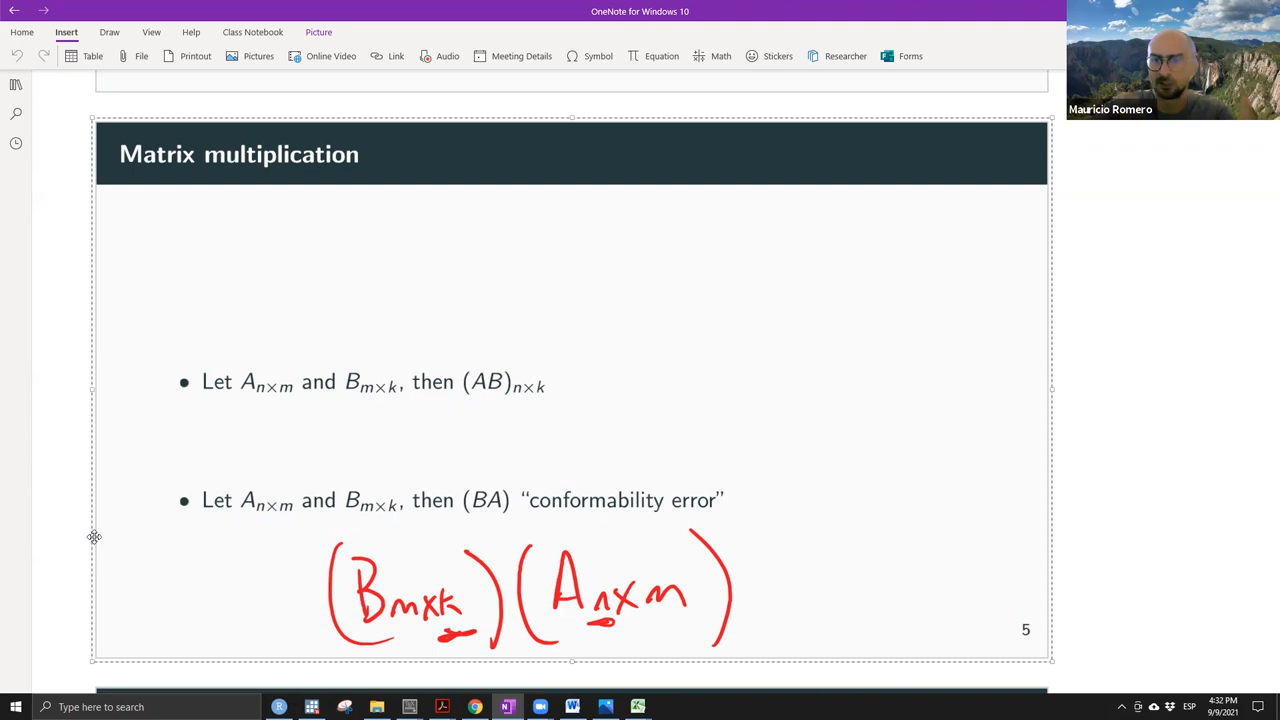 OneNote for Windows 10
Home Insert Draw View Help Class Notebook Picture
Table File Printout Pictures Online Video Link Audio Meeting Details Symbol Equation Math Stickers Researcher Forms
Mauricio Romero
Matrix multiplication
• Let A_{n×m} and B_{m×k}, then (AB)_{n×k}
• Let A_{n×m} and B_{m×k}, then (BA) “conformability error”
(B_{m×k})(A_{n×m})
5
Type here to search
ESP
4:32 PM
9/9/2021